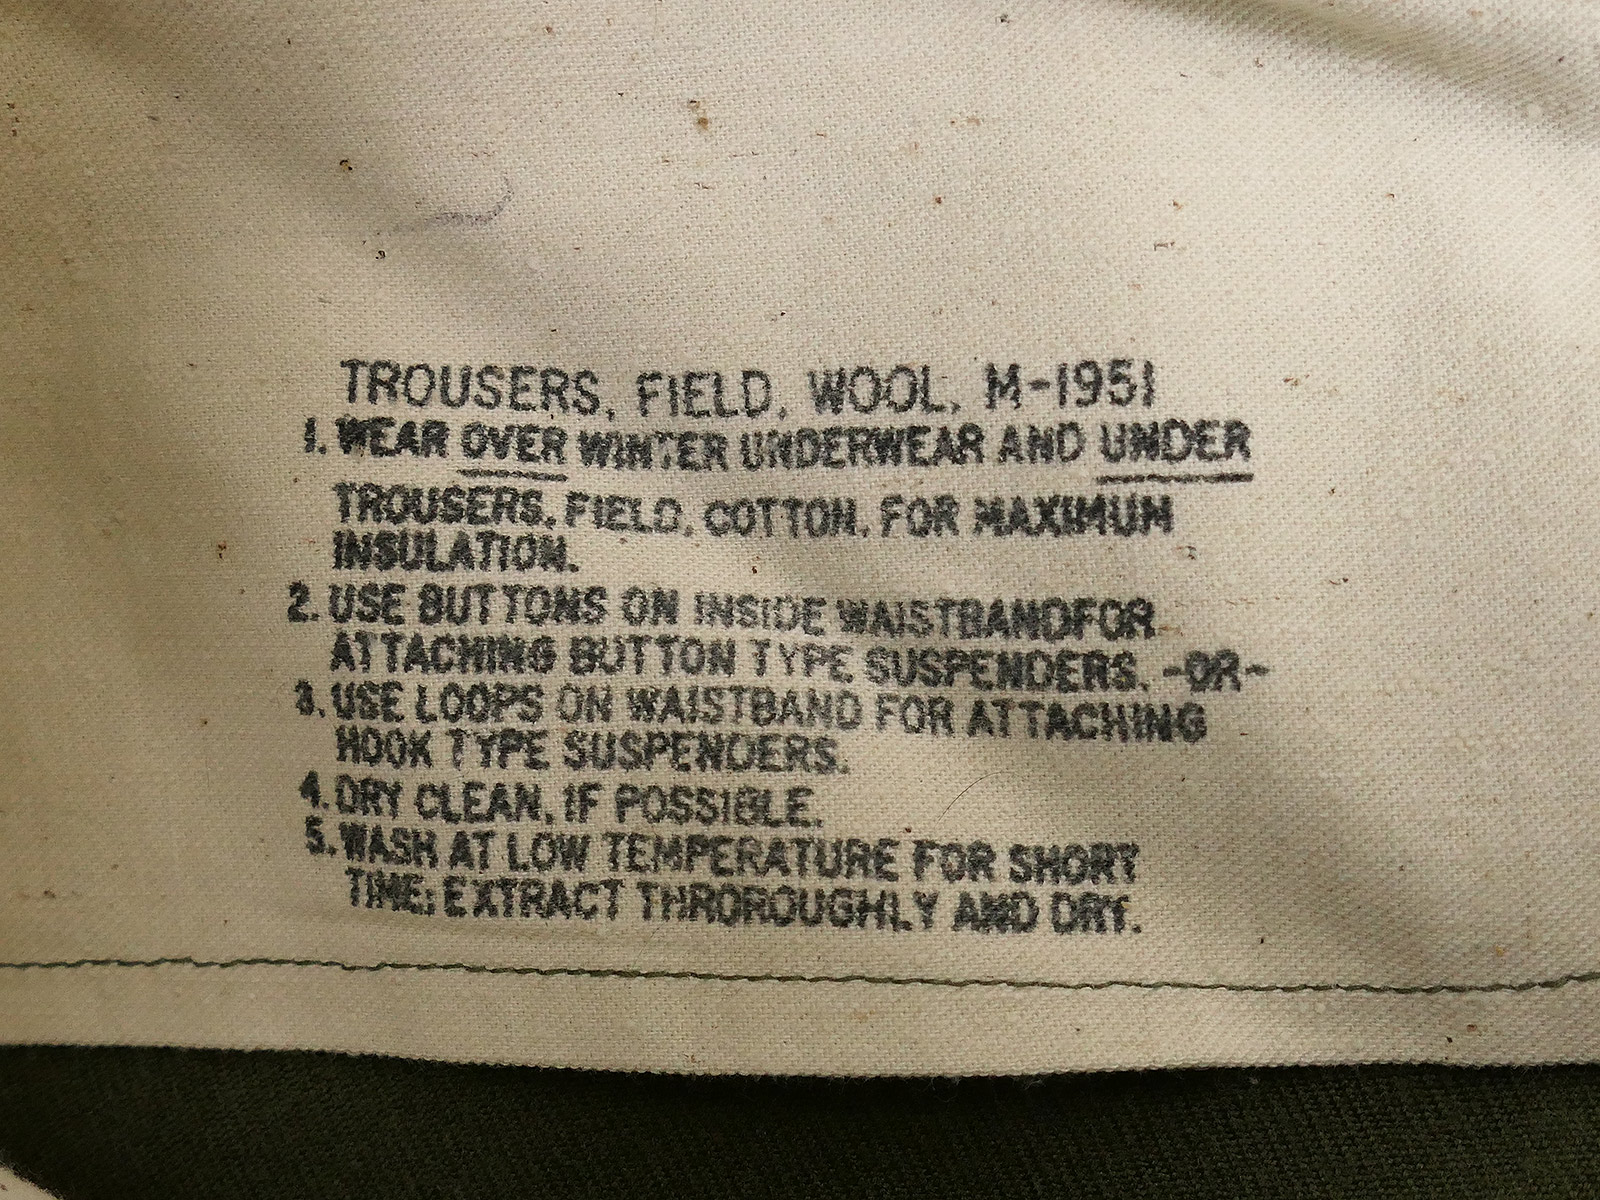 TROUSERS, FIELD, WOOL, M-1951
1. WEAR OVER WINTER UNDERWEAR AND UNDER
TROUSERS, FIELD, COTTON, FOR MAXIMUM
INSULATION.
2. USE BUTTONS ON INSIDE WAISTBANDFOR
ATTACHING BUTTON TYPE SUSPENDERS. -OR-
3. USE LOOPS ON WAISTBAND FOR ATTACHING
HOOK TYPE SUSPENDERS.
4. DRY CLEAN, IF POSSIBLE.
5. WASH AT LOW TEMPERATURE FOR SHORT
TIME; EXTRACT THROROUGHLY AND DRY.